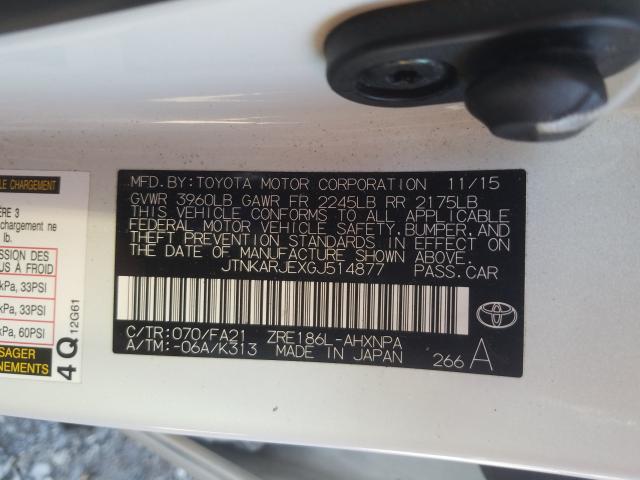 LE CHARGEMENT
ÈRE 3
chargement ne
lb.
SSION DES
S À FROID
kPa, 33PSI
kPa, 33PSI
kPa, 60PSI
SAGER
NEMENTS
4Q 12G61
MFD.BY:TOYOTA MOTOR CORPORATION 11/15
GVWR 3960LB GAWR FR 2245LB RR 2175LB
THIS VEHICLE CONFORMS TO ALL APPLICABLE
FEDERAL MOTOR VEHICLE SAFETY,BUMPER,AND
THEFT PREVENTION STANDARDS IN EFFECT ON
THE DATE OF MANUFACTURE SHOWN ABOVE.
JTNKARJEXGJ514877 PASS.CAR
C/TR:070/FA21 ZRE186L-AHXNPA
A/TM:-06A/K313 MADE IN JAPAN
266 A